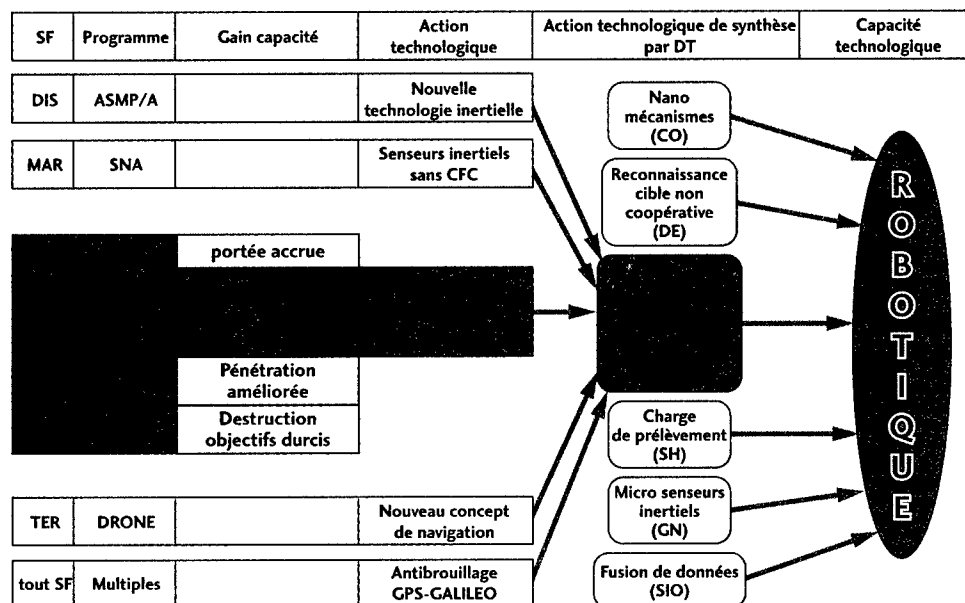 SF
Programme
Gain capacité
Action
technologique
Action technologique de synthèse
par DT
Capacité
technologique
DIS
ASMP/A
Nouvelle
technologie inertielle
MAR
SNA
Senseurs inertiels
sans CFC
portée accrue
Pénétration
améliorée
Destruction
objectifs durcis
TER
DRONE
Nouveau concept
de navigation
tout SF
Multiples
Antibrouillage
GPS-GALILEO
Nano
mécanismes
(CO)
Reconnaissance
cible non
coopérative
(DE)
Charge
de prélèvement
(SH)
Micro senseurs
inertiels
(GN)
Fusion de données
(SIO)
ROBOTIQUE